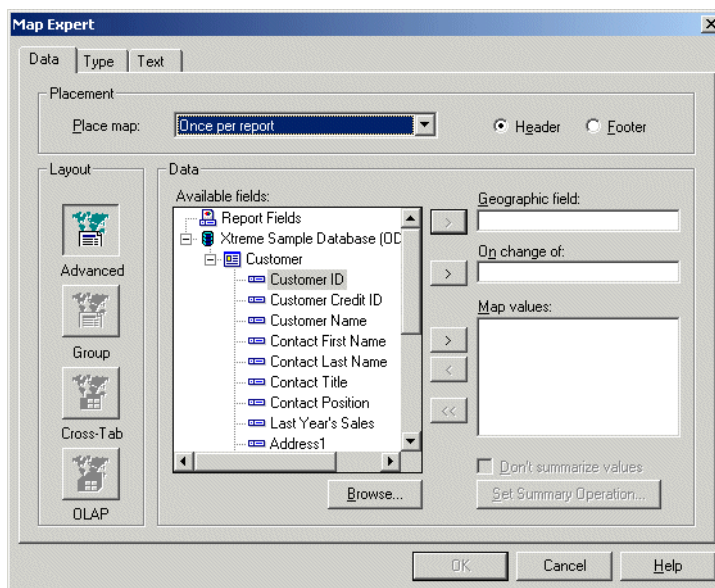 Map Expert
Data Type Text
Placement
Place map: Once per report Header Footer
Layout
Advanced
Group
Cross-Tab
OLAP
Data
Available fields:
Report Fields
Xtreme Sample Database (OD
Customer
Customer ID
Customer Credit ID
Customer Name
Contact First Name
Contact Last Name
Contact Title
Contact Position
Last Year's Sales
Address1
Browse...
>
Geographic field:
>
On change of:
>
<
<<
Map values:
Don't summarize values
Set Summary Operation...
OK Cancel Help